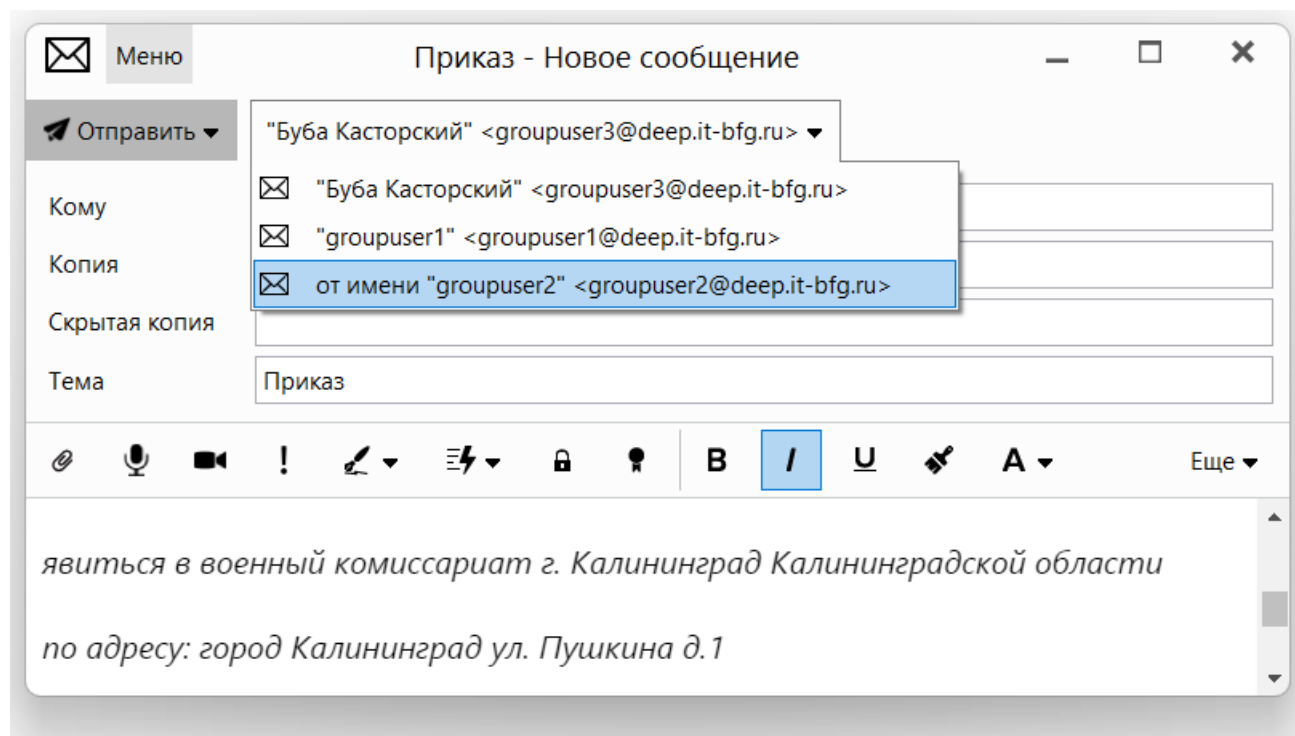 Меню
Приказ - Новое сообщение
Отправить
"Буба Касторский" <groupuser3@deep.it-bfg.ru>
"Буба Касторский" <groupuser3@deep.it-bfg.ru>
Кому
"groupuser1" <groupuser1@deep.it-bfg.ru>
Копия
от имени "groupuser2" <groupuser2@deep.it-bfg.ru>
Скрытая копия
Тема
Приказ
B I U A Еще
явиться в военный комиссариат г. Калининград Калининградской области
по адресу: город Калининград ул. Пушкина д.1